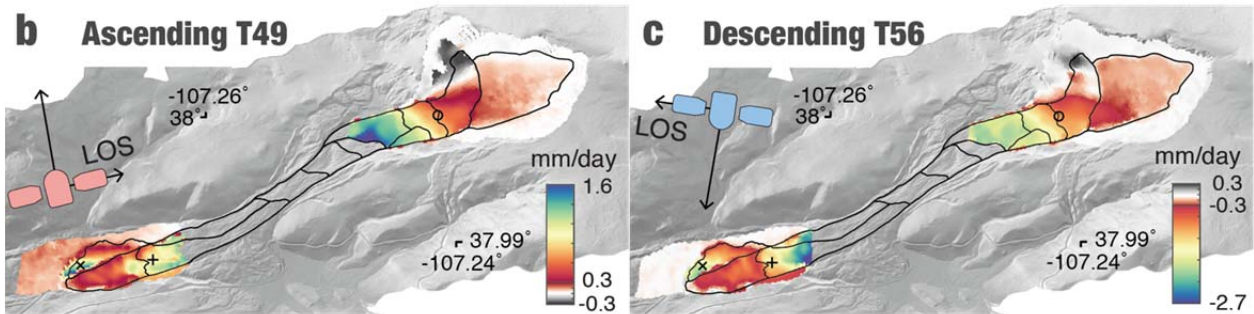 b Ascending T49
-107.26°
38°
LOS
mm/day
1.6
0.3
-0.3
37.99°
-107.24°
c Descending T56
-107.26°
38°
LOS
mm/day
0.3
-0.3
-2.7
37.99°
-107.24°